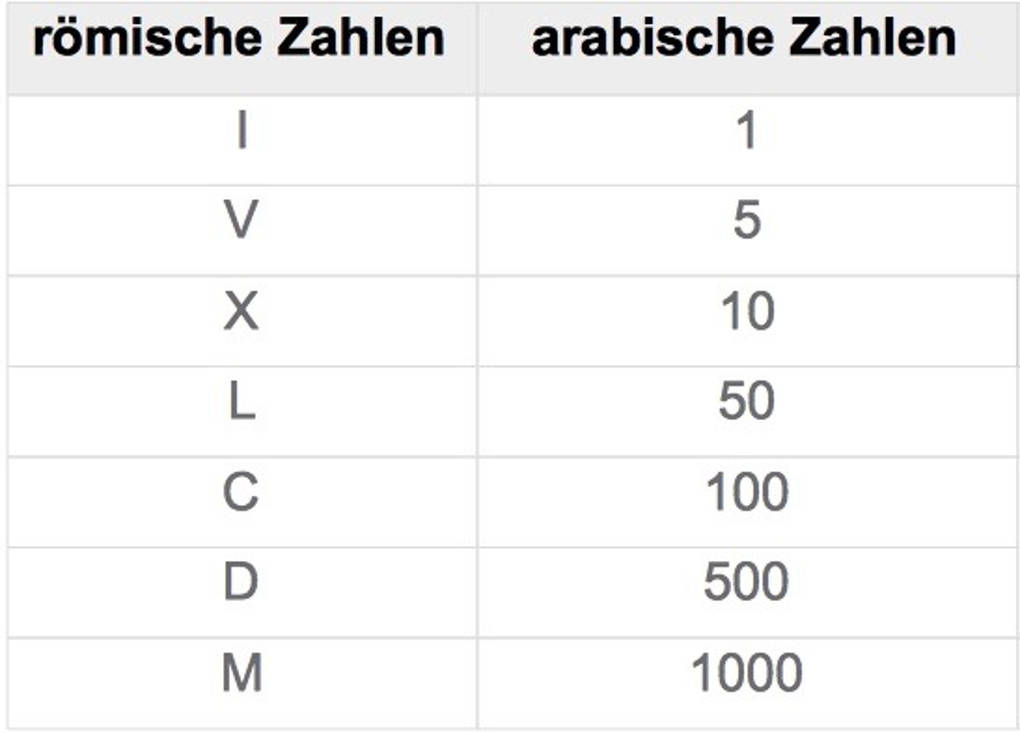 römische Zahlen arabische Zahlen
I 1
V 5
X 10
L 50
C 100
D 500
M 1000